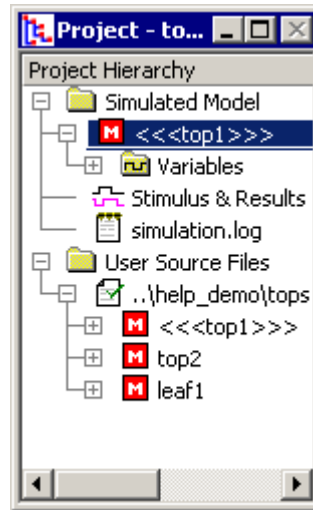 Project - to...
Project Hierarchy
Simulated Model
M <<<top1>>>
Variables
Stimulus & Results
simulation.log
User Source Files
..\help_demo\tops
M <<<top1>>>
M top2
M leaf1